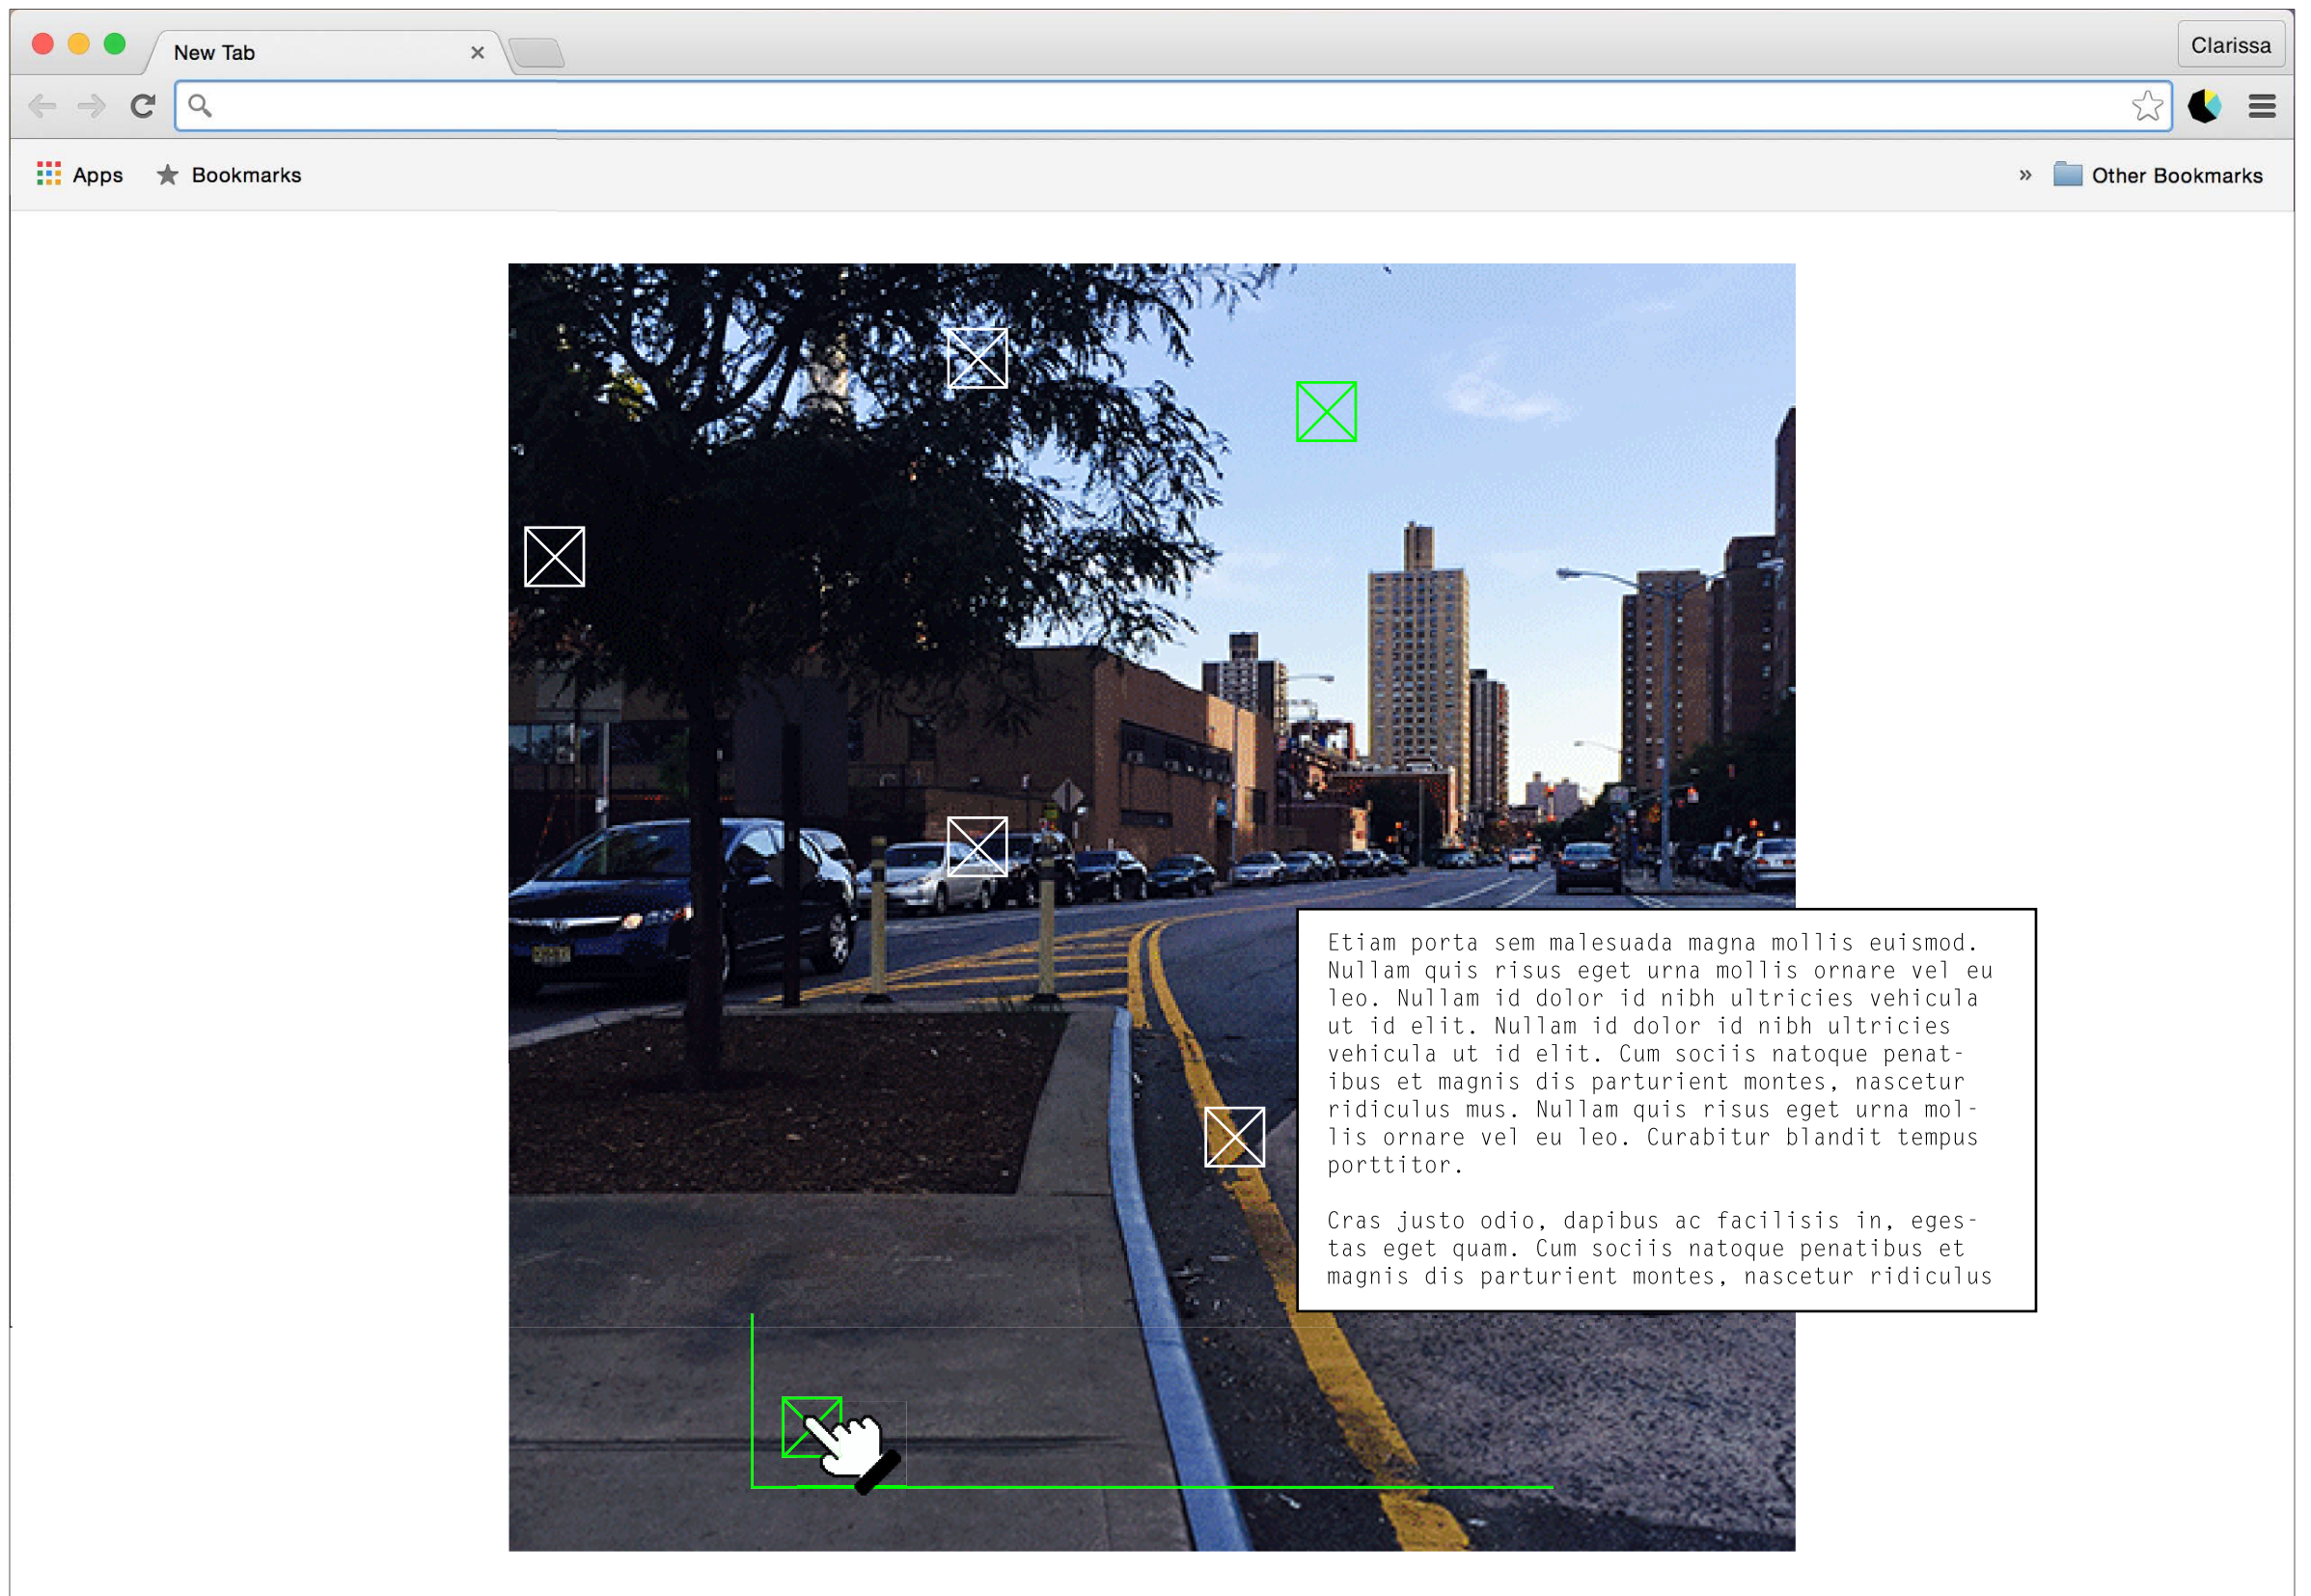 New Tab
Clarissa
Apps
Bookmarks
»
Other Bookmarks
Etiam porta sem malesuada magna mollis euismod.
Nullam quis risus eget urna mollis ornare vel eu
leo. Nullam id dolor id nibh ultricies vehicula
ut id elit. Nullam id dolor id nibh ultricies
vehicula ut id elit. Cum sociis natoque penat-
ibus et magnis dis parturient montes, nascetur
ridiculus mus. Nullam quis risus eget urna mol-
lis ornare vel eu leo. Curabitur blandit tempus
porttitor.
Cras justo odio, dapibus ac facilisis in, eges-
tas eget quam. Cum sociis natoque penatibus et
magnis dis parturient montes, nascetur ridiculus